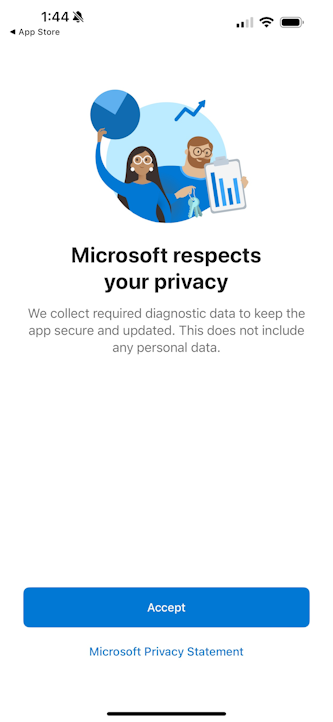 1:44
◀ App Store
Microsoft respects
your privacy
We collect required diagnostic data to keep the
app secure and updated. This does not include
any personal data.
Accept
Microsoft Privacy Statement